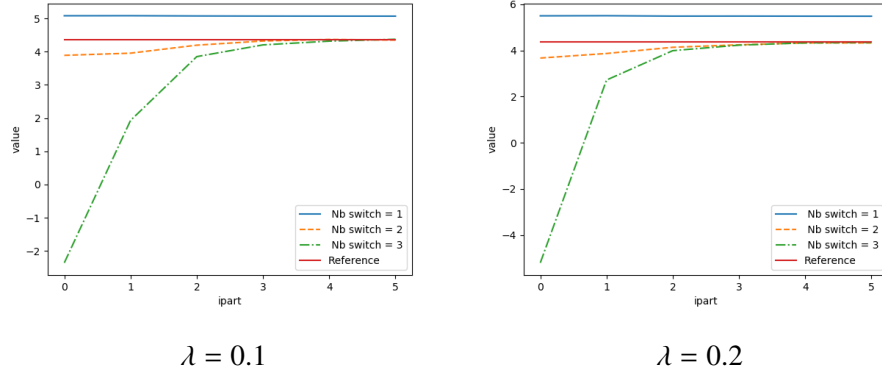 5
4
3
2
1
0
−1
−2
value
0 1 2 3 4 5
ipart
Nb switch = 1
Nb switch = 2
Nb switch = 3
Reference
λ = 0.1
6
4
2
0
−2
−4
value
0 1 2 3 4 5
ipart
Nb switch = 1
Nb switch = 2
Nb switch = 3
Reference
λ = 0.2